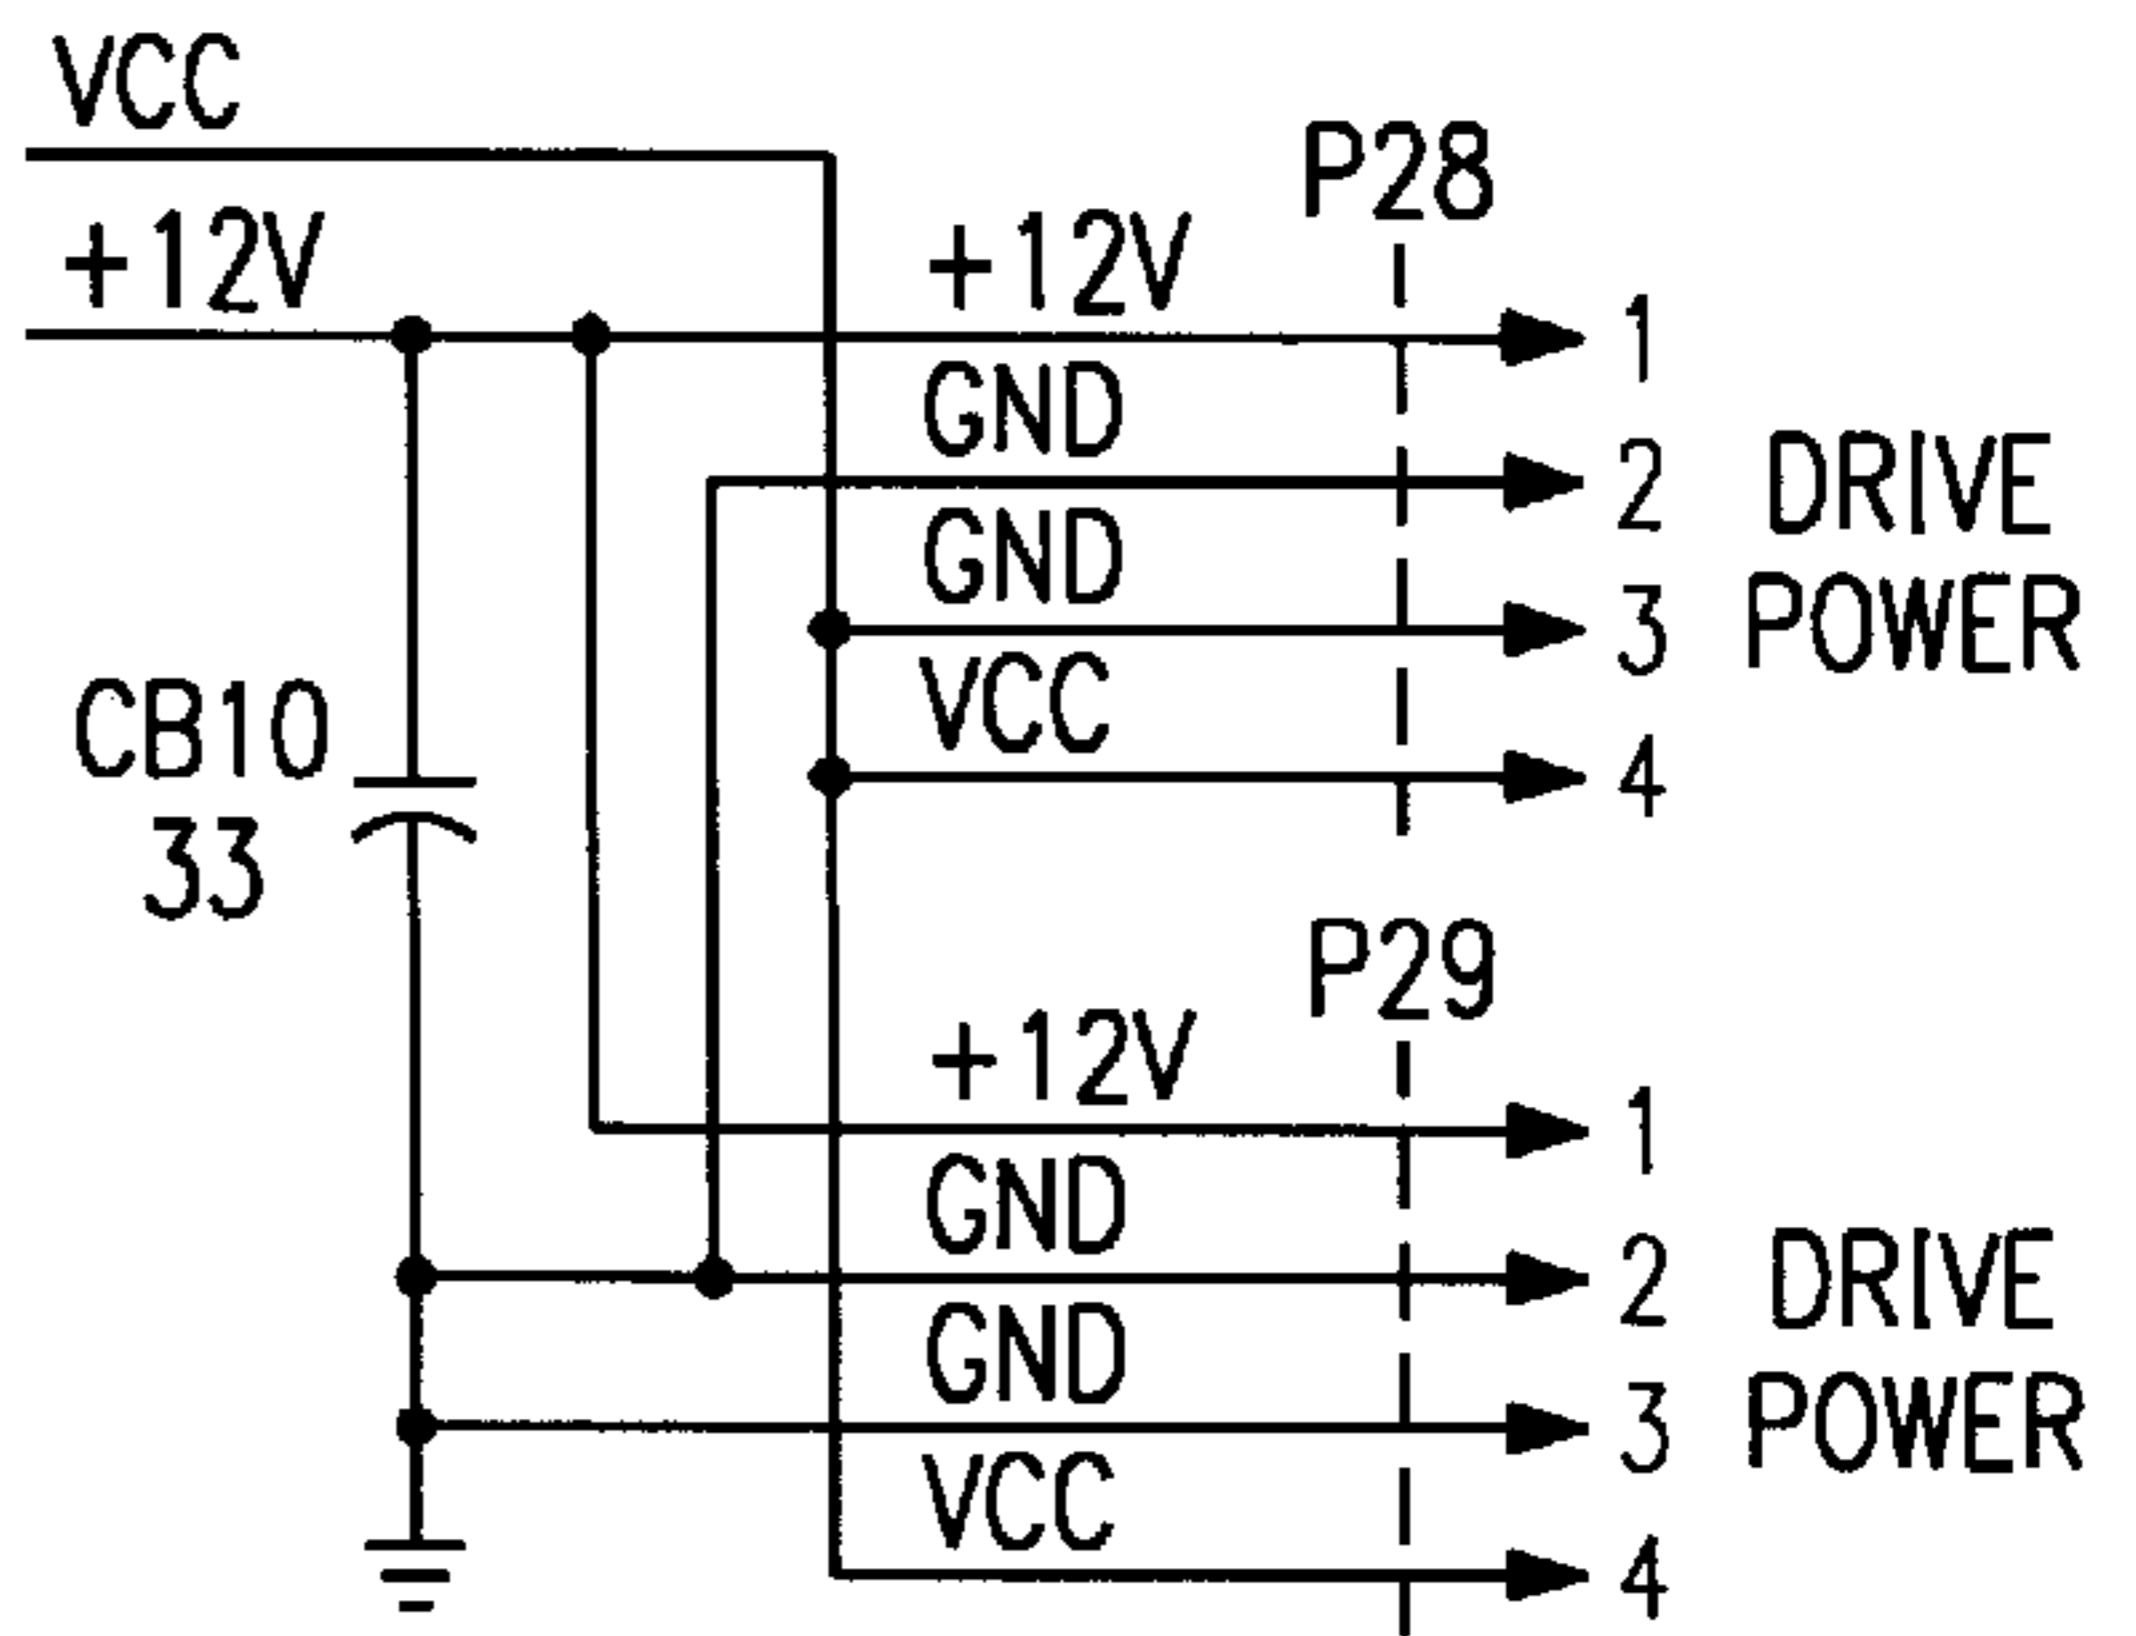 VCC
+12V
P28
+12V
1
GND
2
DRIVE
GND
3
POWER
VCC
4
CB10
33
P29
+12V
1
GND
2
DRIVE
GND
3
POWER
VCC
4